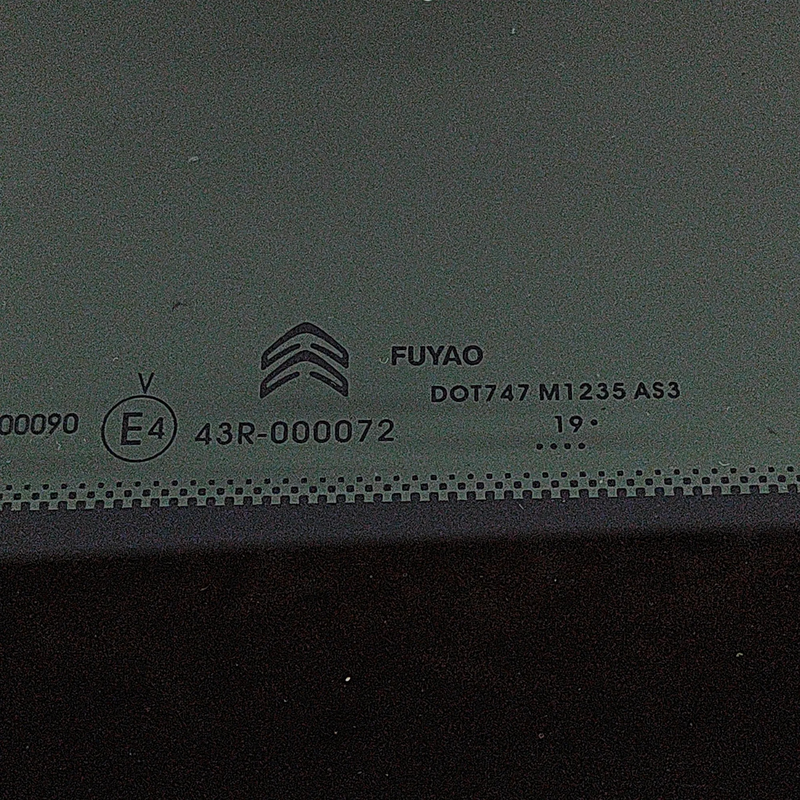 FUYAO
DOT747 M1235 AS3
19
V
00090 E4 43R-000072